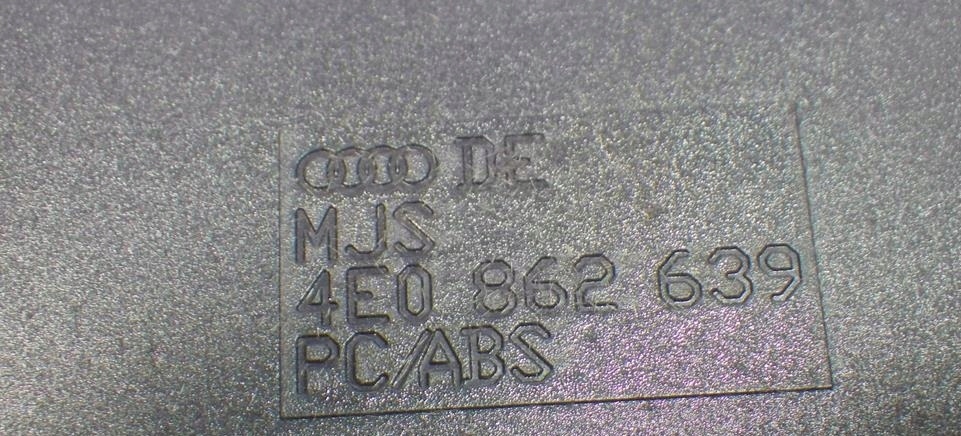 DE
MJS
4E0 862 639
PC/ABS